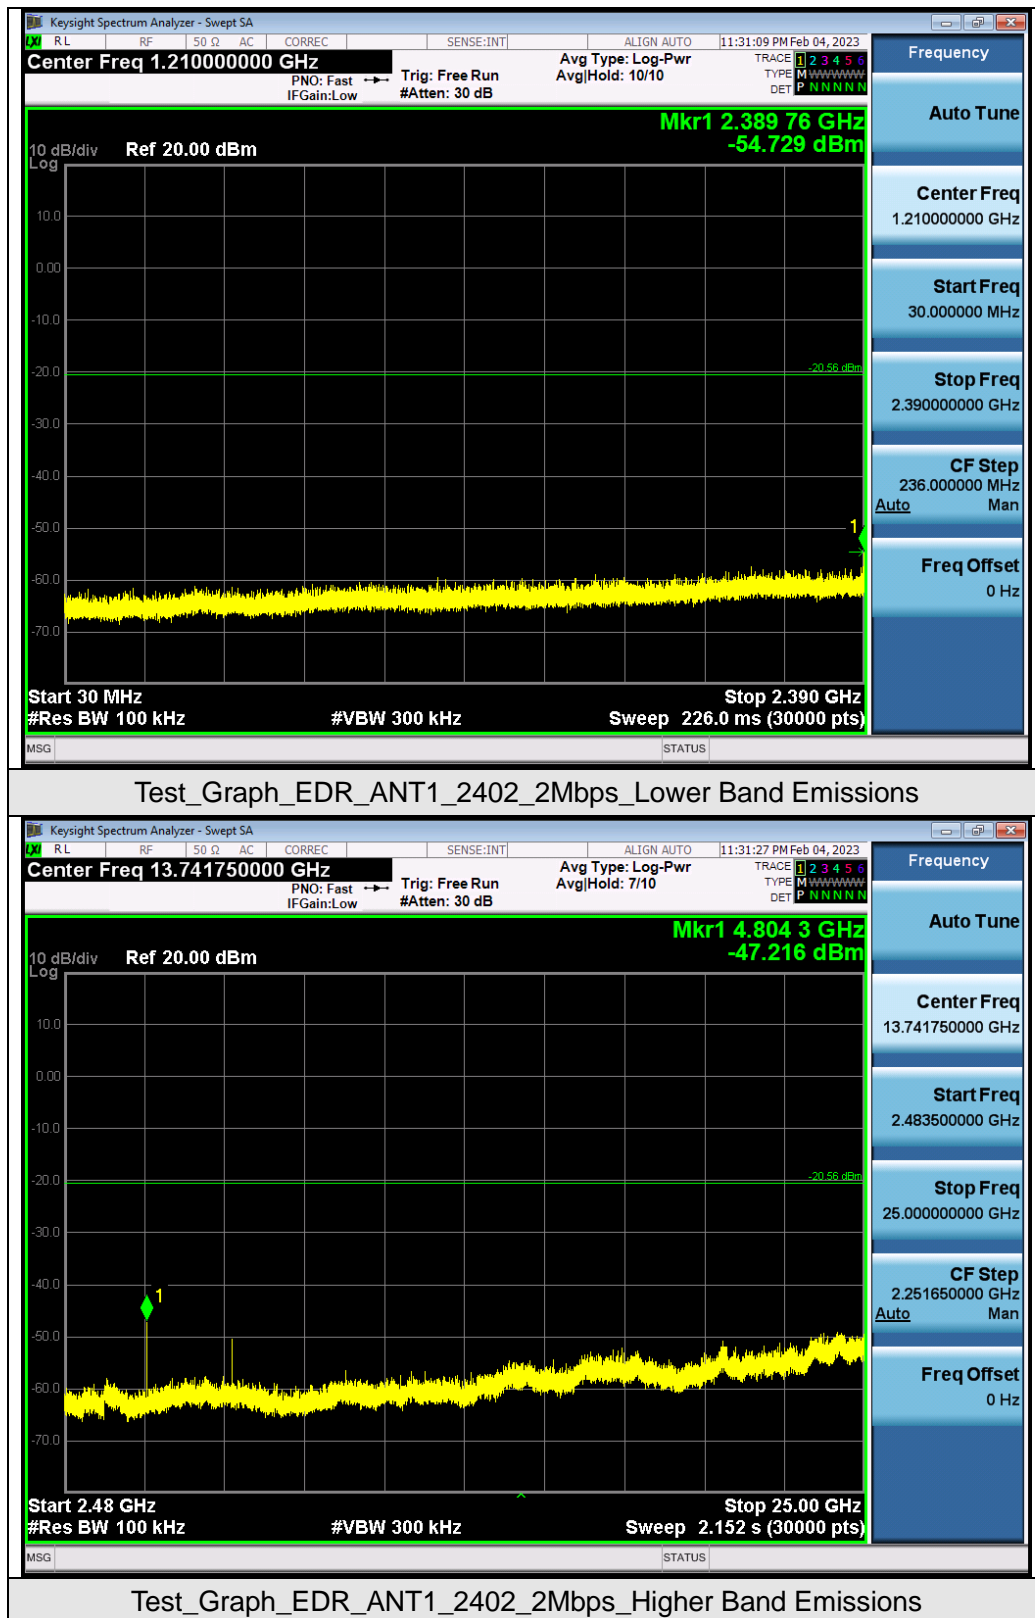 Keysight Spectrum Analyzer - Swept SA
LXI RL RF 50 Ω AC CORREC SENSE:INT ALIGN AUTO 11:31:09 PM Feb 04, 2023
Center Freq 1.210000000 GHz
PNO: Fast
IFGain:Low
Trig: Free Run
#Atten: 30 dB
Avg Type: Log-Pwr
Avg|Hold: 10/10
TRACE 1 2 3 4 5 6
TYPE M WWWWW
DET P N N N N N
Mkr1 2.389 76 GHz
-54.729 dBm
10 dB/div Ref 20.00 dBm
Log
10.0
0.00
-10.0
-20.0
-20.56 dBm
-30.0
-40.0
-50.0
1
-60.0
-70.0
Start 30 MHz Stop 2.390 GHz
#Res BW 100 kHz #VBW 300 kHz Sweep 226.0 ms (30000 pts)
MSG STATUS
Frequency
Auto Tune
Center Freq
1.210000000 GHz
Start Freq
30.000000 MHz
Stop Freq
2.390000000 GHz
CF Step
236.000000 MHz
Auto Man
Freq Offset
0 Hz
Test_Graph_EDR_ANT1_2402_2Mbps_Lower Band Emissions
Keysight Spectrum Analyzer - Swept SA
LXI RL RF 50 Ω AC CORREC SENSE:INT ALIGN AUTO 11:31:27 PM Feb 04, 2023
Center Freq 13.741750000 GHz
PNO: Fast
IFGain:Low
Trig: Free Run
#Atten: 30 dB
Avg Type: Log-Pwr
Avg|Hold: 7/10
TRACE 1 2 3 4 5 6
TYPE M WWWWW
DET P N N N N N
Mkr1 4.804 3 GHz
-47.216 dBm
10 dB/div Ref 20.00 dBm
Log
10.0
0.00
-10.0
-20.0
-20.56 dBm
-30.0
-40.0
1
-50.0
-60.0
-70.0
Start 2.48 GHz Stop 25.00 GHz
#Res BW 100 kHz #VBW 300 kHz Sweep 2.152 s (30000 pts)
MSG STATUS
Frequency
Auto Tune
Center Freq
13.741750000 GHz
Start Freq
2.483500000 GHz
Stop Freq
25.000000000 GHz
CF Step
2.251650000 GHz
Auto Man
Freq Offset
0 Hz
Test_Graph_EDR_ANT1_2402_2Mbps_Higher Band Emissions